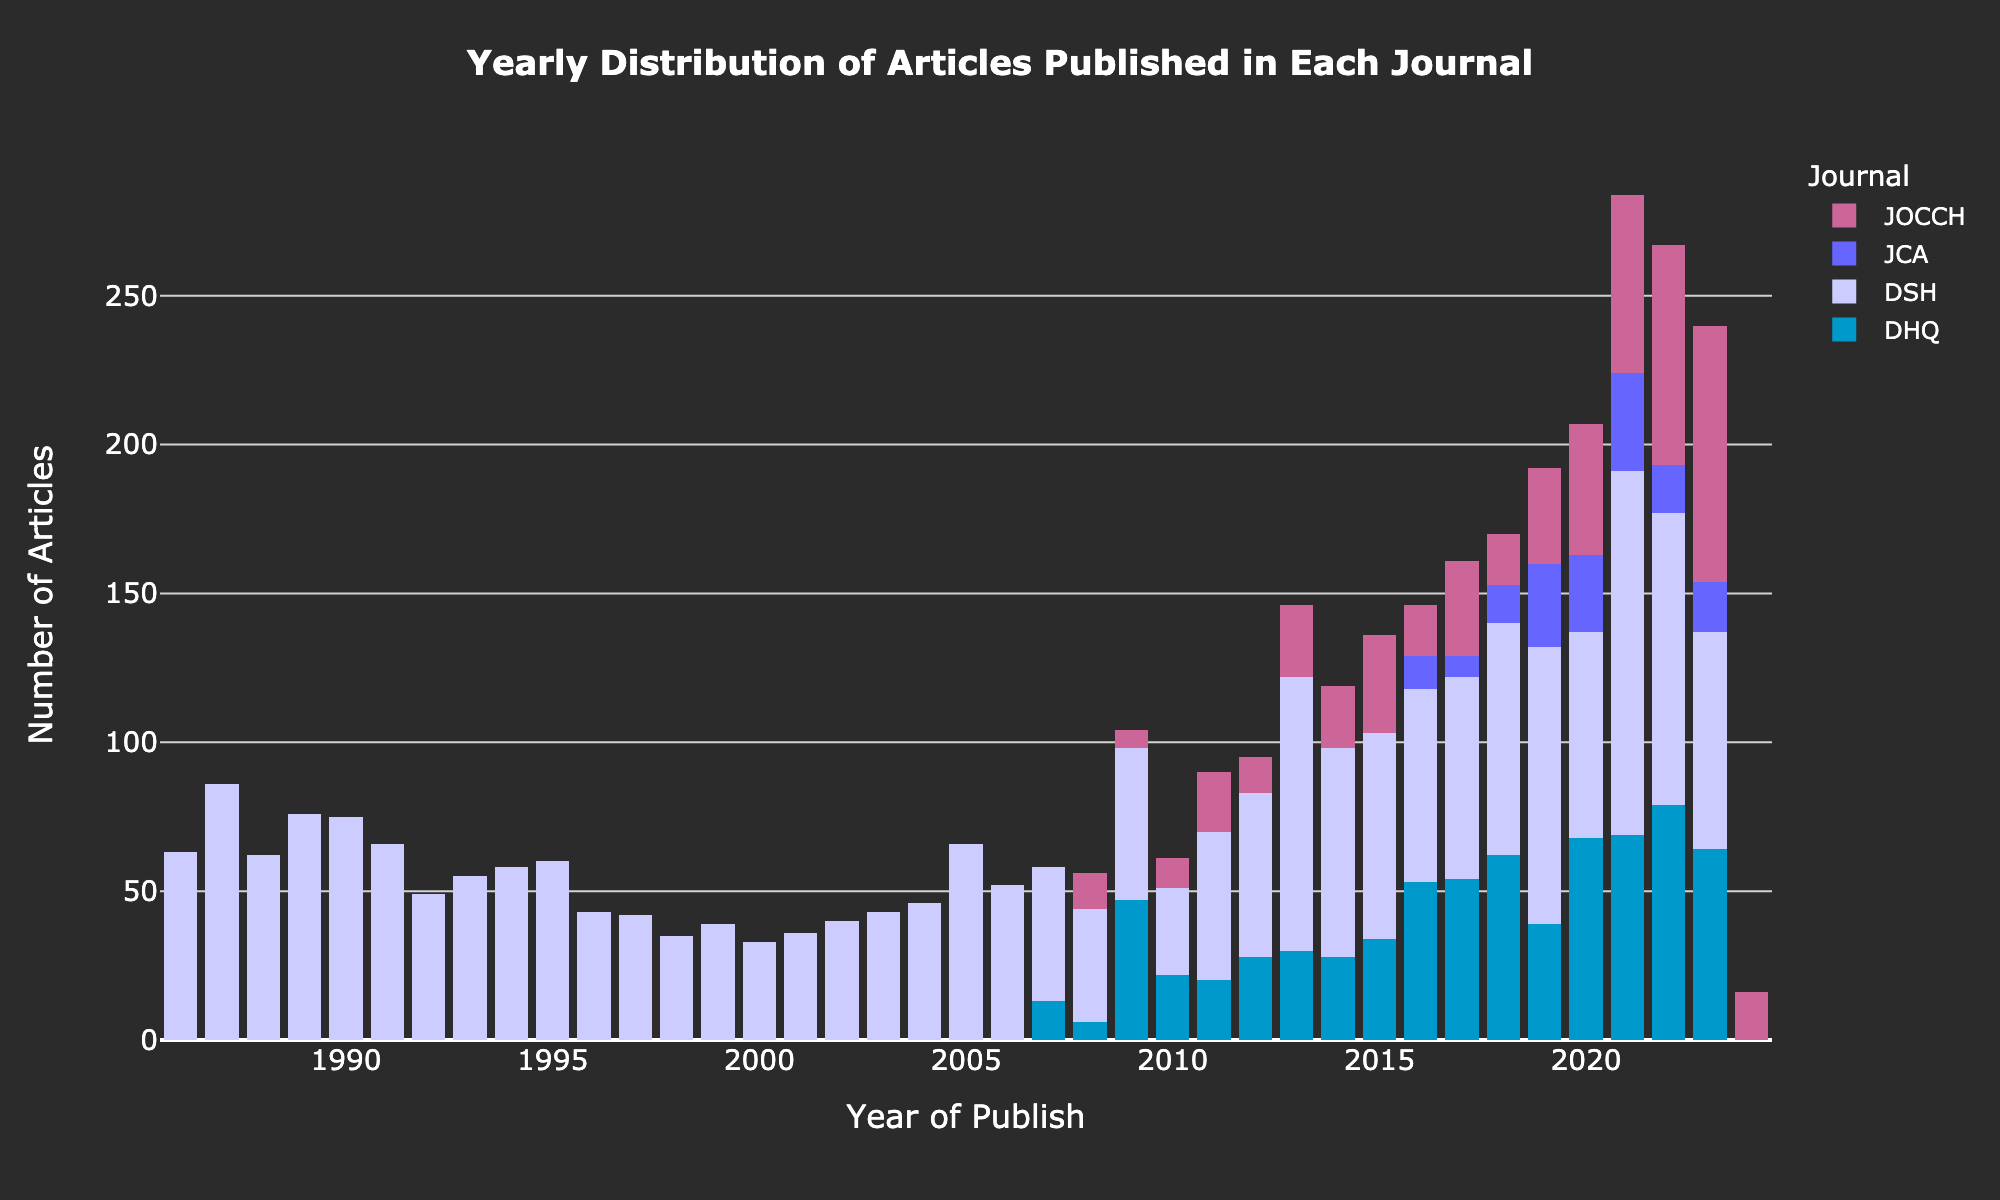 Yearly Distribution of Articles Published in Each Journal
Journal
JOCCH
JCA
DSH
DHQ
Number of Articles
250
200
150
100
50
0
1990 1995 2000 2005 2010 2015 2020
Year of Publish